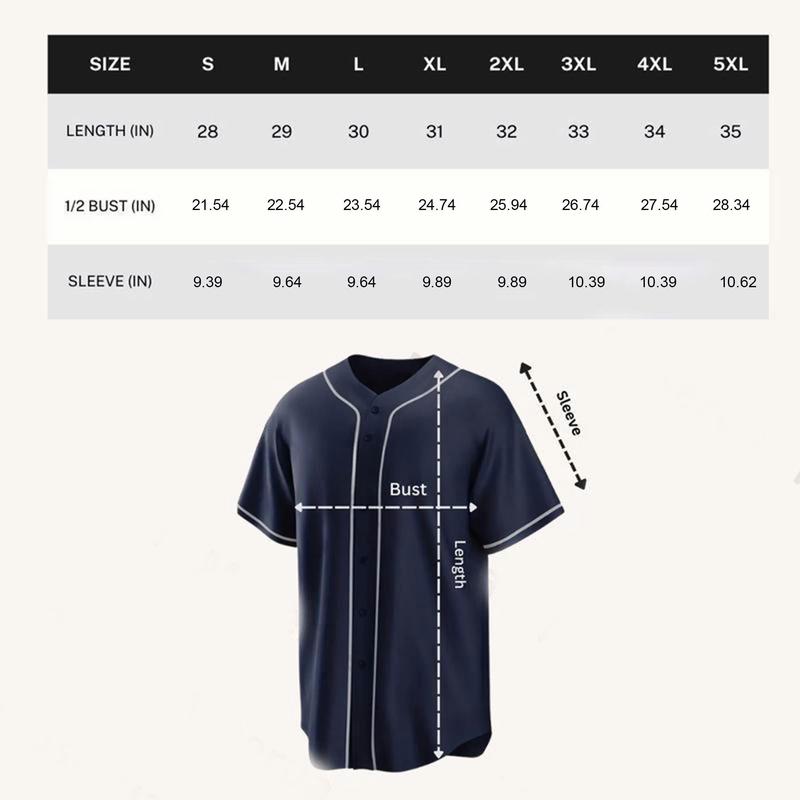 SIZE S M L XL 2XL 3XL 4XL 5XL
LENGTH (IN) 28 29 30 31 32 33 34 35
1/2 BUST (IN) 21.54 22.54 23.54 24.74 25.94 26.74 27.54 28.34
SLEEVE (IN) 9.39 9.64 9.64 9.89 9.89 10.39 10.39 10.62
Sleeve
Bust
Length